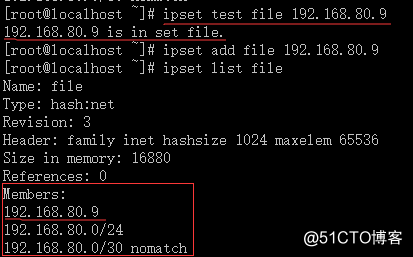 [root@localhost ~]# ipset test file 192.168.80.9
192.168.80.9 is in set file.
[root@localhost ~]# ipset add file 192.168.80.9
[root@localhost ~]# ipset list file
Name: file
Type: hash:net
Revision: 3
Header: family inet hashsize 1024 maxelem 65536
Size in memory: 16880
References: 0
Members:
192.168.80.9
192.168.80.0/24
192.168.80.0/30 nomatch
@51CTO博客